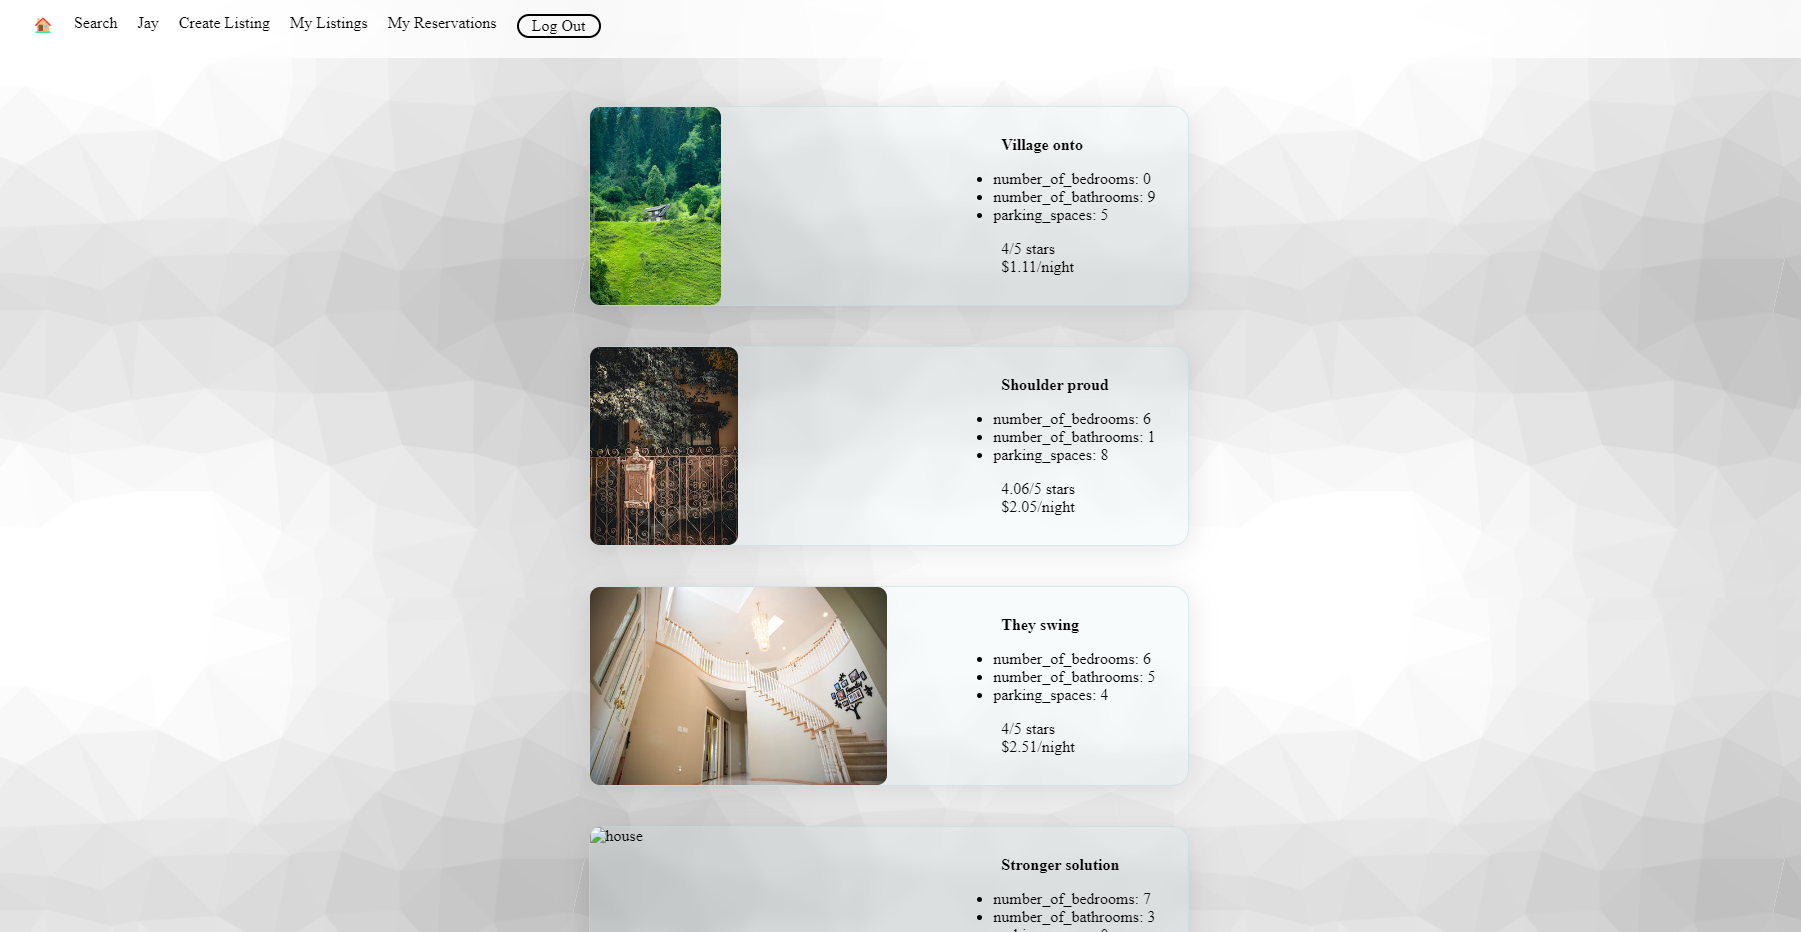 Search Jay Create Listing My Listings My Reservations Log Out
Village onto
number_of_bedrooms: 0
number_of_bathrooms: 9
parking_spaces: 5
4/5 stars
$1.11/night
Shoulder proud
number_of_bedrooms: 6
number_of_bathrooms: 1
parking_spaces: 8
4.06/5 stars
$2.05/night
They swing
number_of_bedrooms: 6
number_of_bathrooms: 5
parking_spaces: 4
4/5 stars
$2.51/night
house
Stronger solution
number_of_bedrooms: 7
number_of_bathrooms: 3